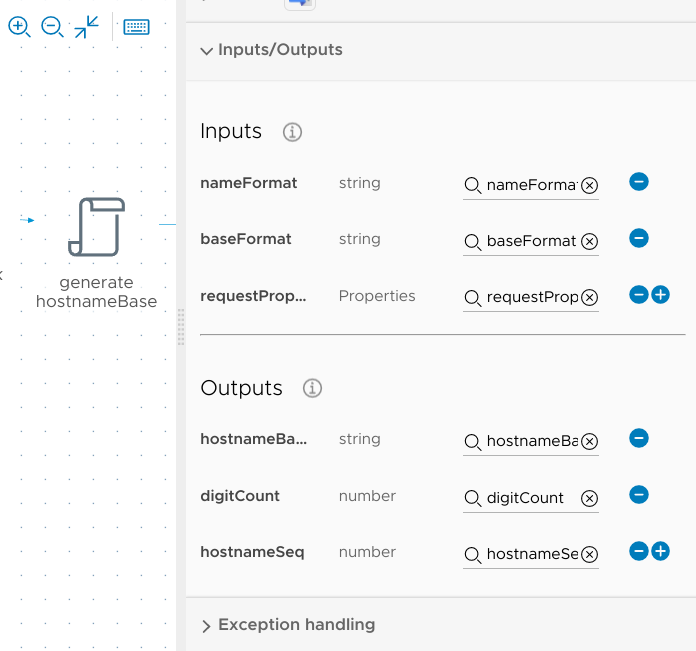 Inputs/Outputs
Inputs
nameFormat string nameForma
baseFormat string baseFormat
requestProp... Properties requestProp
generate
hostnameBase
Outputs
hostnameBa... string hostnameBa
digitCount number digitCount
hostnameSeq number hostnameSe
Exception handling